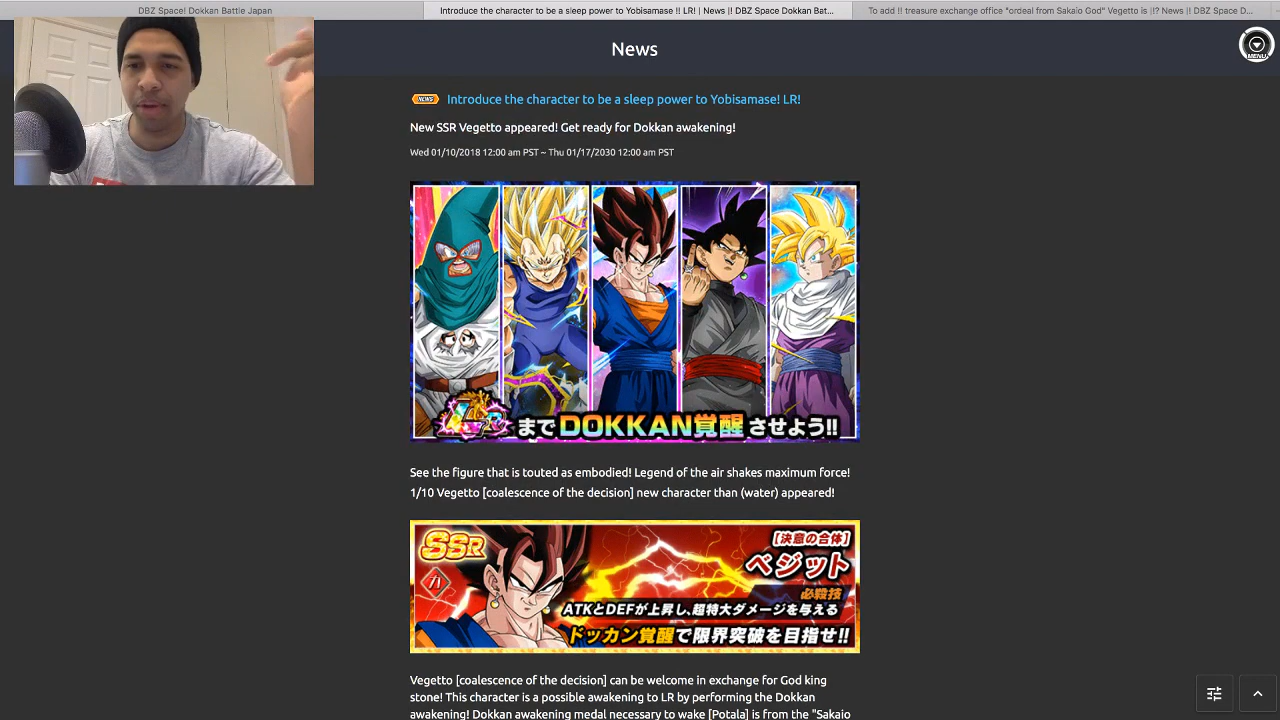 DBZ Space! Dokkan Battle Japan
Introduce the character to be a sleep power to Yobisamase !! LR! | News |! DBZ Space Dokkan Bat...
To add !! treasure exchange office "ordeal from Sakaio God" Vegetto is |!? News |! DBZ Space D...
News
MENU
NEWS
Introduce the character to be a sleep power to Yobisamase! LR!
New SSR Vegetto appeared! Get ready for Dokkan awakening!
Wed 01/10/2018 12:00 am PST ~ Thu 01/17/2030 12:00 am PST
LR までDOKKAN覚醒させよう!!
See the figure that is touted as embodied! Legend of the air shakes maximum force!
1/10 Vegetto [coalescence of the decision] new character than (water) appeared!
SSR
[決意の合体]
ベジット
力
必殺技
ATKとDEFが上昇し、超特大ダメージを与える
ドッカン覚醒で限界突破を目指せ!!
Vegetto [coalescence of the decision] can be welcome in exchange for God king
stone! This character is a possible awakening to LR by performing the Dokkan
awakening! Dokkan awakening medal necessary to wake [Potala] is from the "Sakaio